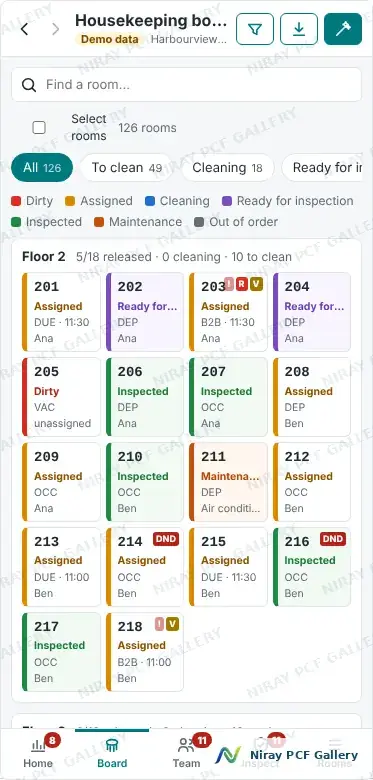 Housekeeping bo...
Demo data Harbourview...
Find a room...
Select rooms 126 rooms
All 126 To clean 49 Cleaning 18 Ready for in
Dirty Assigned Cleaning Ready for inspection
Inspected Maintenance Out of order
Floor 2 5/18 released · 0 cleaning · 10 to clean
201 202 203 ! R V 204
Assigned Ready for... Assigned Ready for...
DUE · 11:30 DEP B2B · 11:30 DEP
Ana Ana Ana Ana
205 206 207 208
Dirty Inspected Inspected Assigned
VAC DEP OCC DEP
unassigned Ana Ana Ben
209 210 211 212
Assigned Inspected Maintena... Assigned
OCC OCC DEP OCC
Ana Ben Air conditi... Ben
213 214 DND 215 216 DND
Assigned Assigned Assigned Inspected
DUE · 11:00 OCC DUE · 11:30 OCC
Ben Ben Ben Ben
217 218 ! V
Inspected Assigned
OCC B2B · 11:00
Ben Ben
8 11 11
Home Board Team Inspect Rooms
Niray PCF Gallery
NIRAY PCF GALLERY